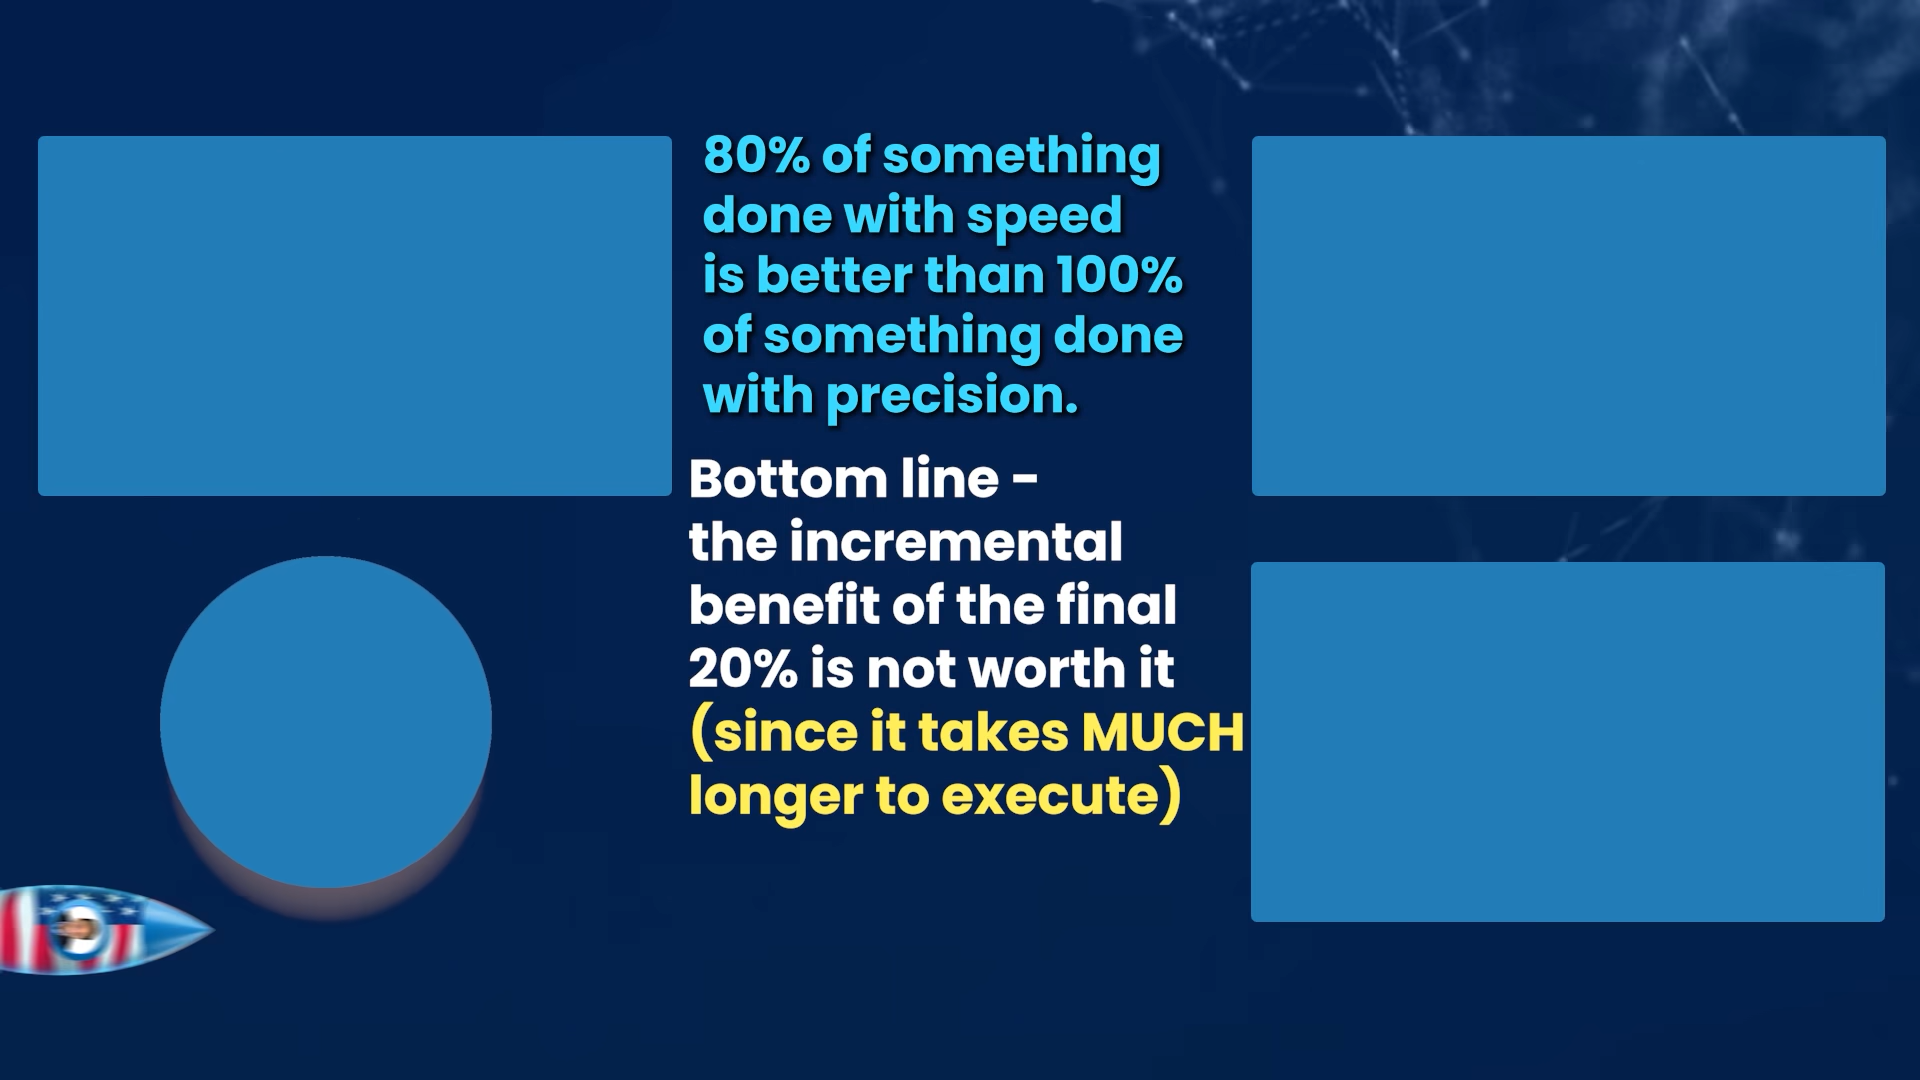 80% of something
done with speed
is better than 100%
of something done
with precision.
Bottom line -
the incremental
benefit of the final
20% is not worth it
(since it takes MUCH
longer to execute)